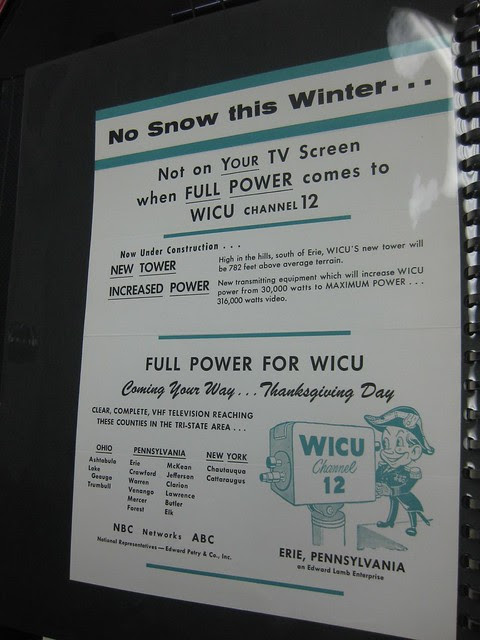 No Snow this Winter...
Not on YOUR TV Screen
when FULL POWER comes to
WICU CHANNEL 12
Now Under Construction . . .
NEW TOWER
High in the hills, south of Erie, WICU'S new tower will
be 782 feet above average terrain.
INCREASED POWER
New transmitting equipment which will increase WICU
power from 30,000 watts to MAXIMUM POWER . . .
316,000 watts video.
FULL POWER FOR WICU
Coming Your Way . . . Thanksgiving Day
CLEAR, COMPLETE, VHF TELEVISION REACHING
THESE COUNTIES IN THE TRI-STATE AREA . . .
OHIO
Ashtabula
Lake
Geauga
Trumbull
PENNSYLVANIA
Erie
Crawford
Warren
Venango
Mercer
Forest
McKean
Jefferson
Clarion
Lawrence
Butler
Elk
NEW YORK
Chautauqua
Cattaraugus
NBC Networks ABC
National Representatives—Edward Petry & Co., Inc.
WICU
Channel
12
ERIE, PENNSYLVANIA
an Edward Lamb Enterprise